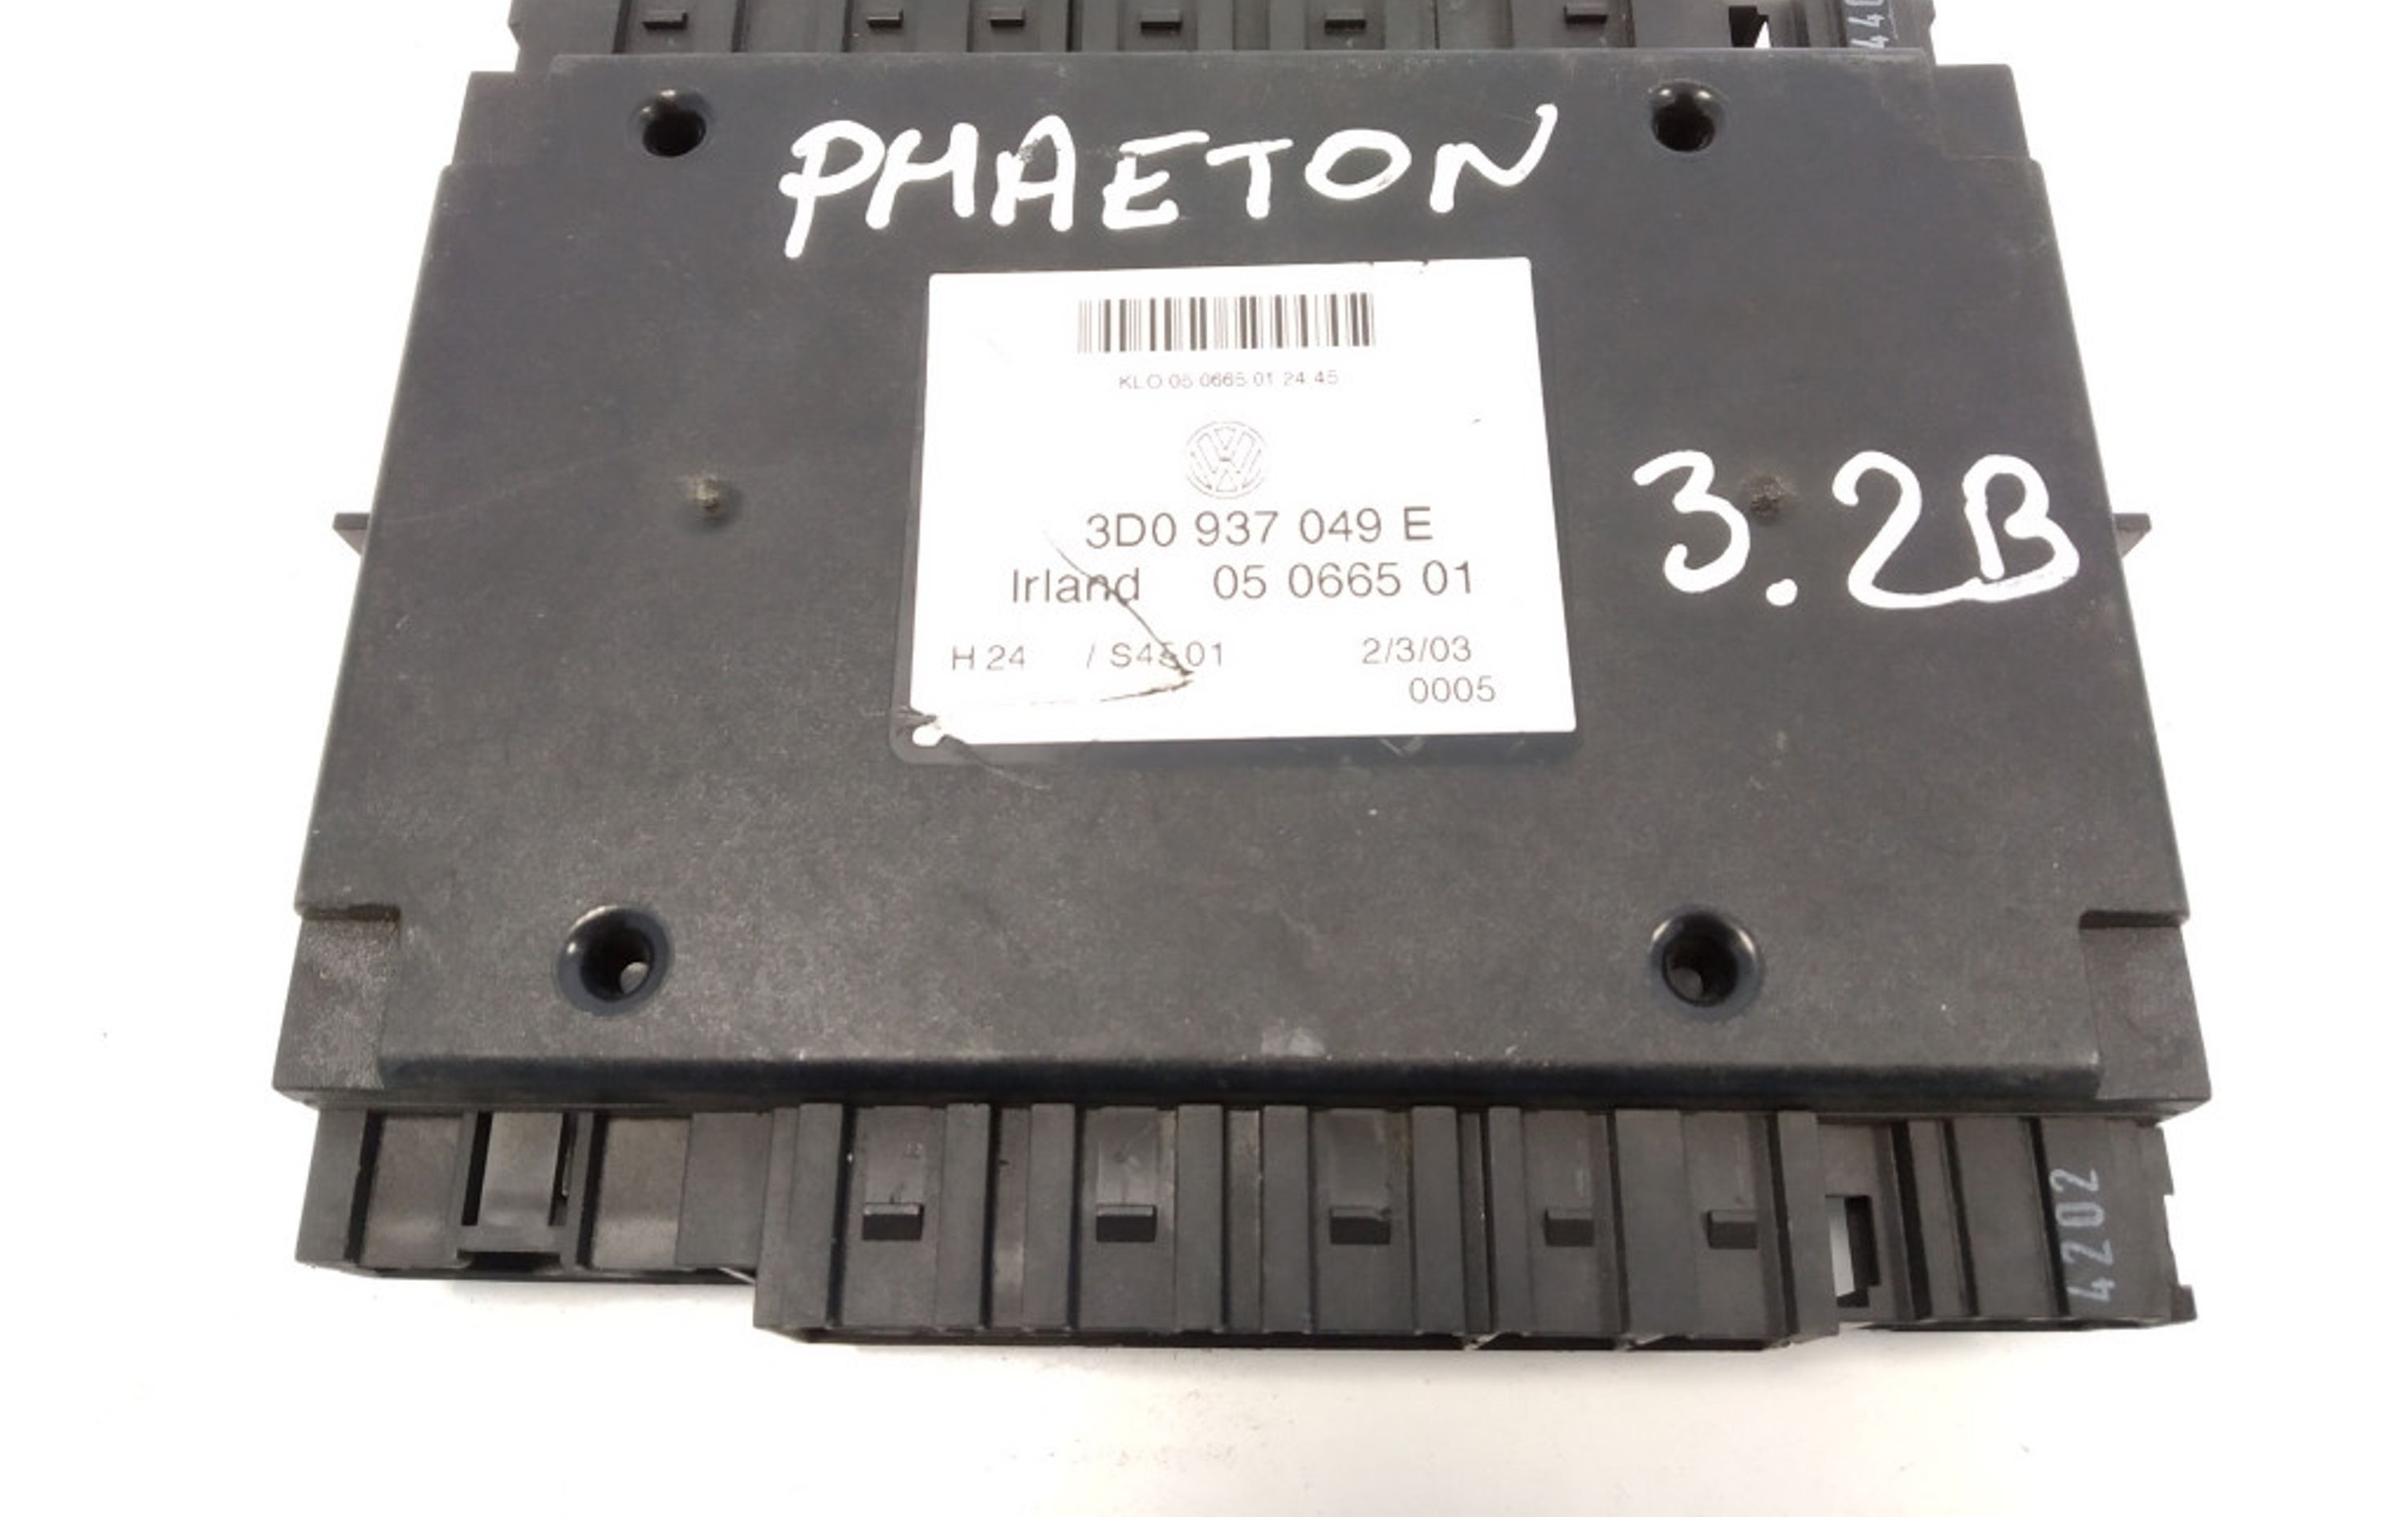 PHAETON
KLO 05 0665 01 24 45
3D0 937 049 E
Irland 05 0665 01
3.2B
H 24 / S4S01 2/3/03
0005
4202